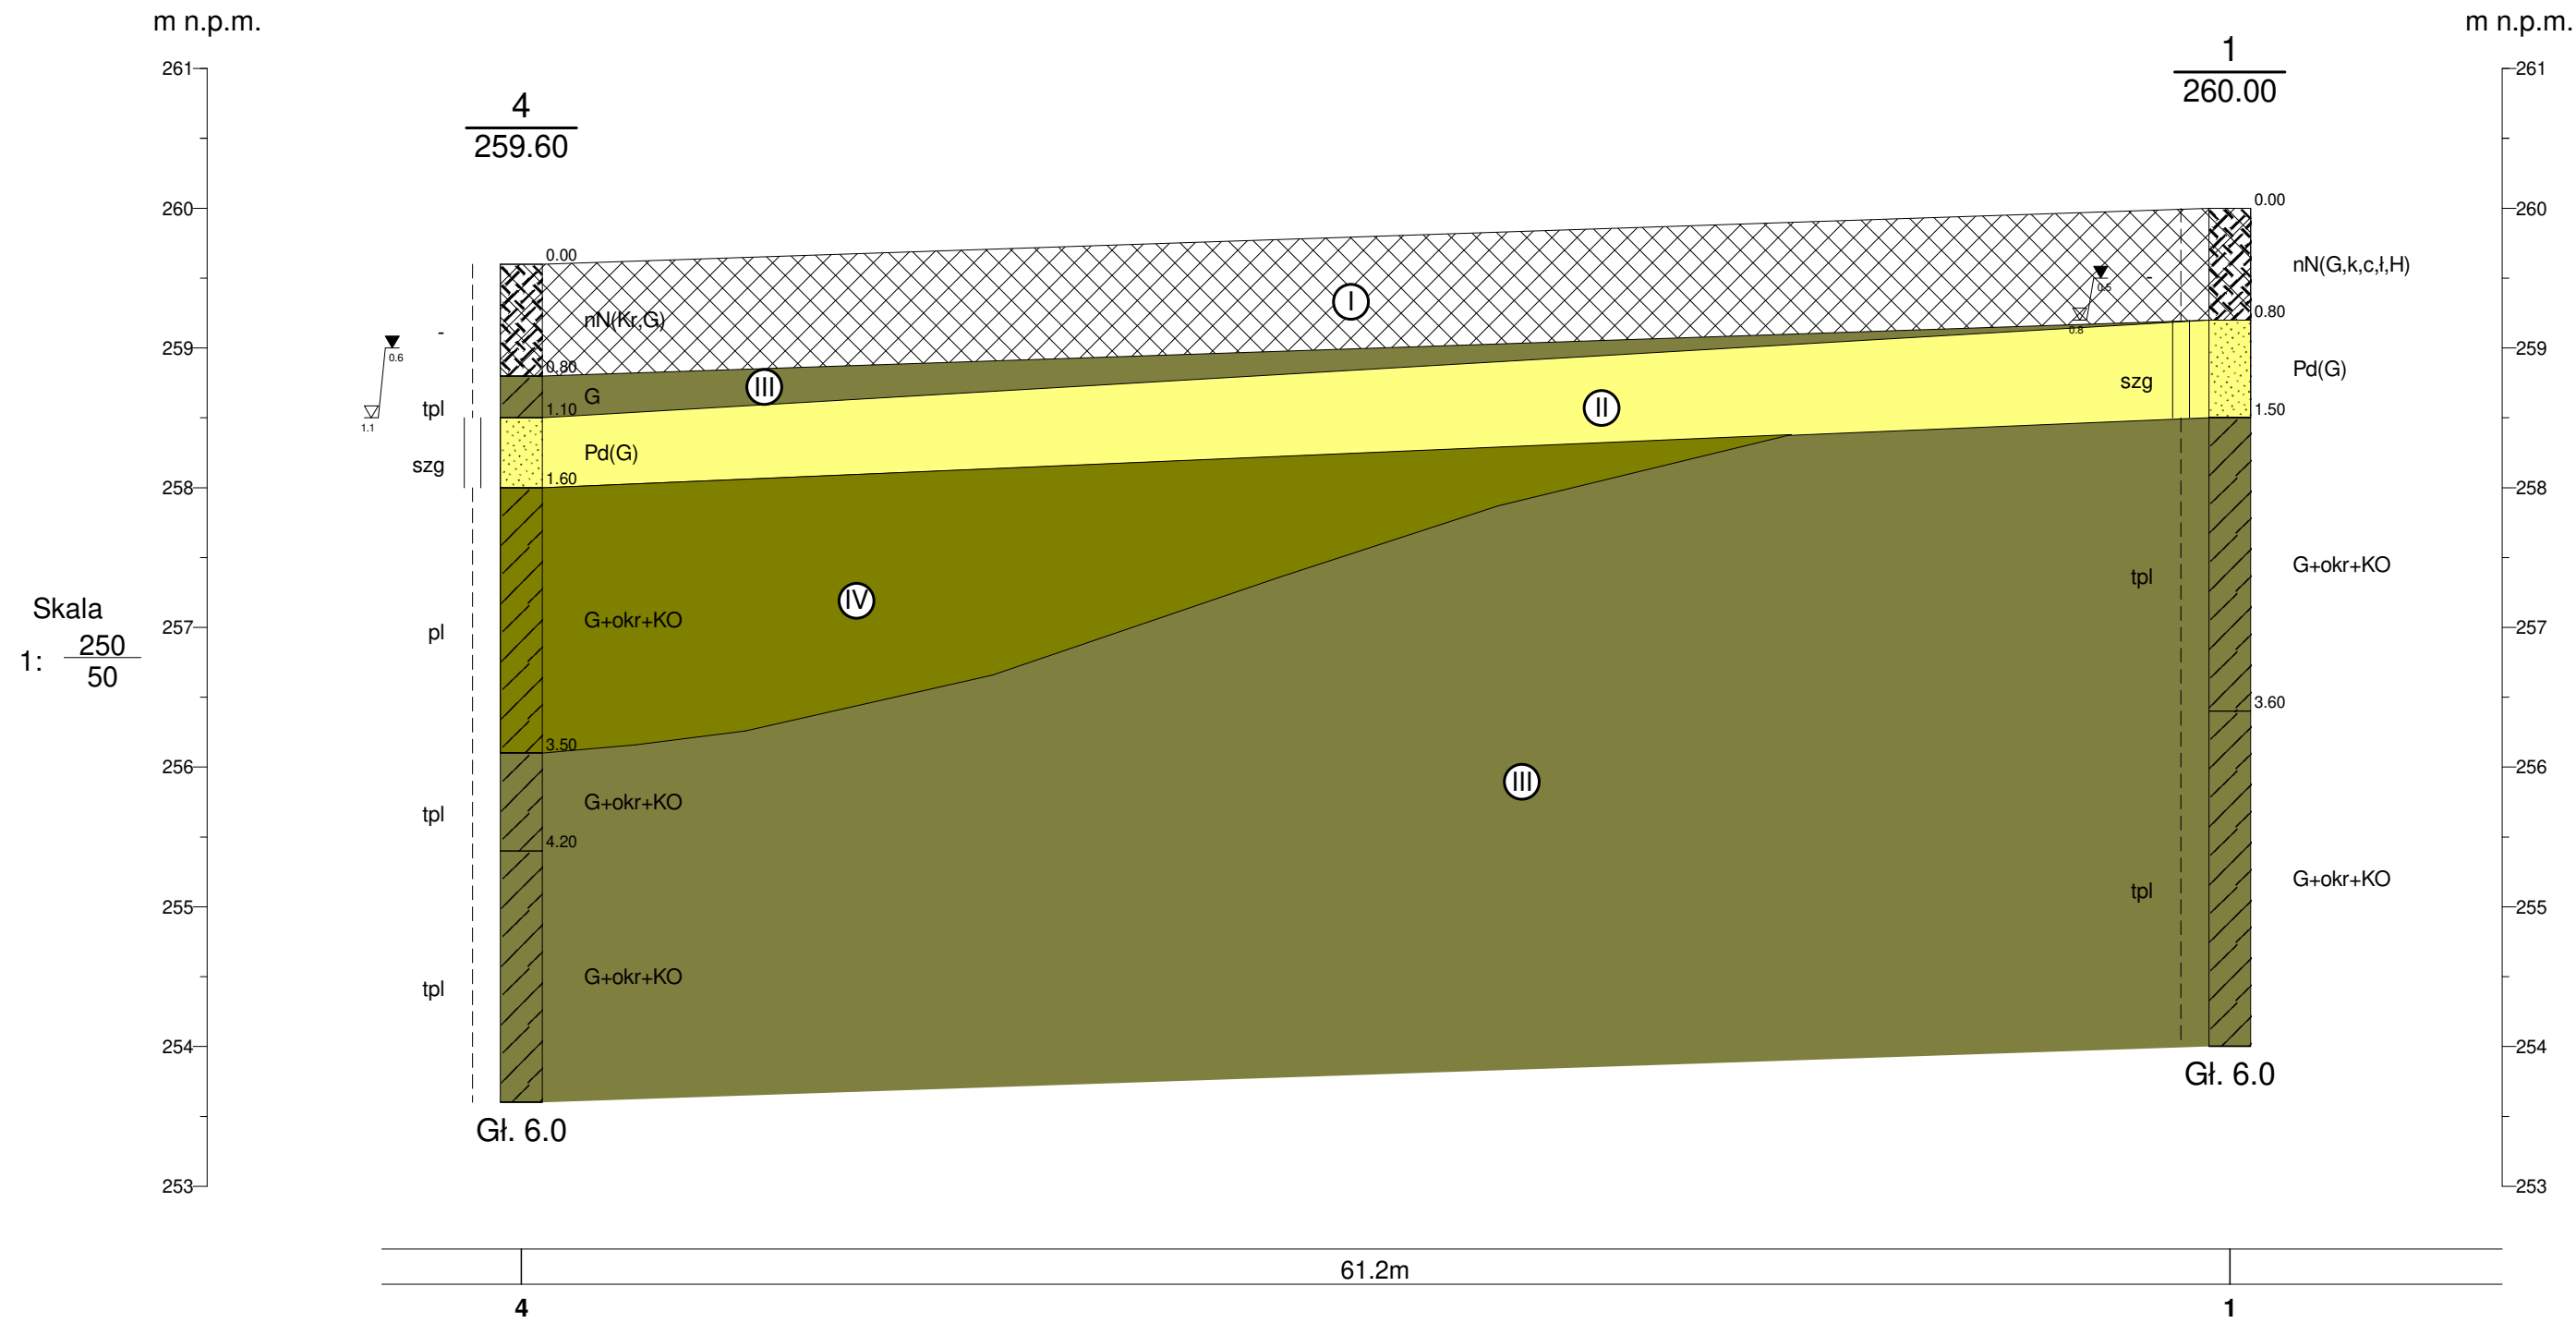 m n.p.m.
m n.p.m.
261
261
4
259.60
1
260.00
260
260
0.00
0.00
nN(Kr,G)
I
nN(G,k,c,ł,H)
-
0.5
0.8
0.80
-
0.6
259
259
0.80
III
G
tpl
1.1
1.10
II
szg
Pd(G)
1.50
szg
Pd(G)
1.60
258
258
IV
G+okr+KO
pl
tpl
G+okr+KO
257
257
Skala
1: 250
50
3.50
3.60
256
256
G+okr+KO
tpl
III
4.20
tpl
G+okr+KO
255
255
G+okr+KO
tpl
254
254
Gł. 6.0
Gł. 6.0
253
253
61.2m
4
1